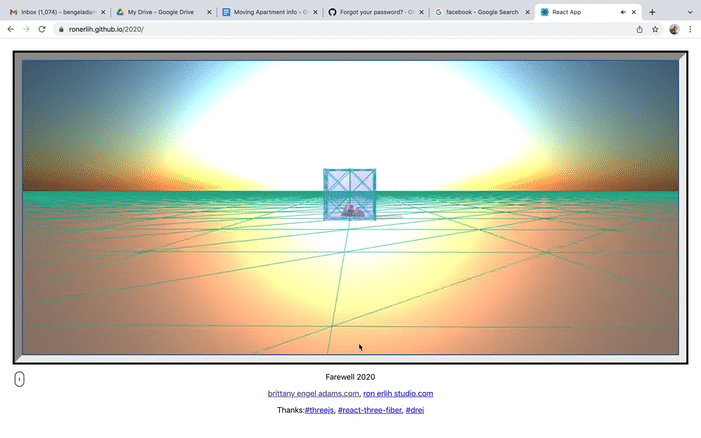 Inbox (1,074) - bengeladam
My Drive - Google Drive
Moving Apartment info - G
Forgot your password? - G
facebook - Google Search
React App
ronerlih.github.io/2020/
Farewell 2020
brittany engel adams.com, ron erlih studio.com
Thanks:#threejs, #react-three-fiber, #drei